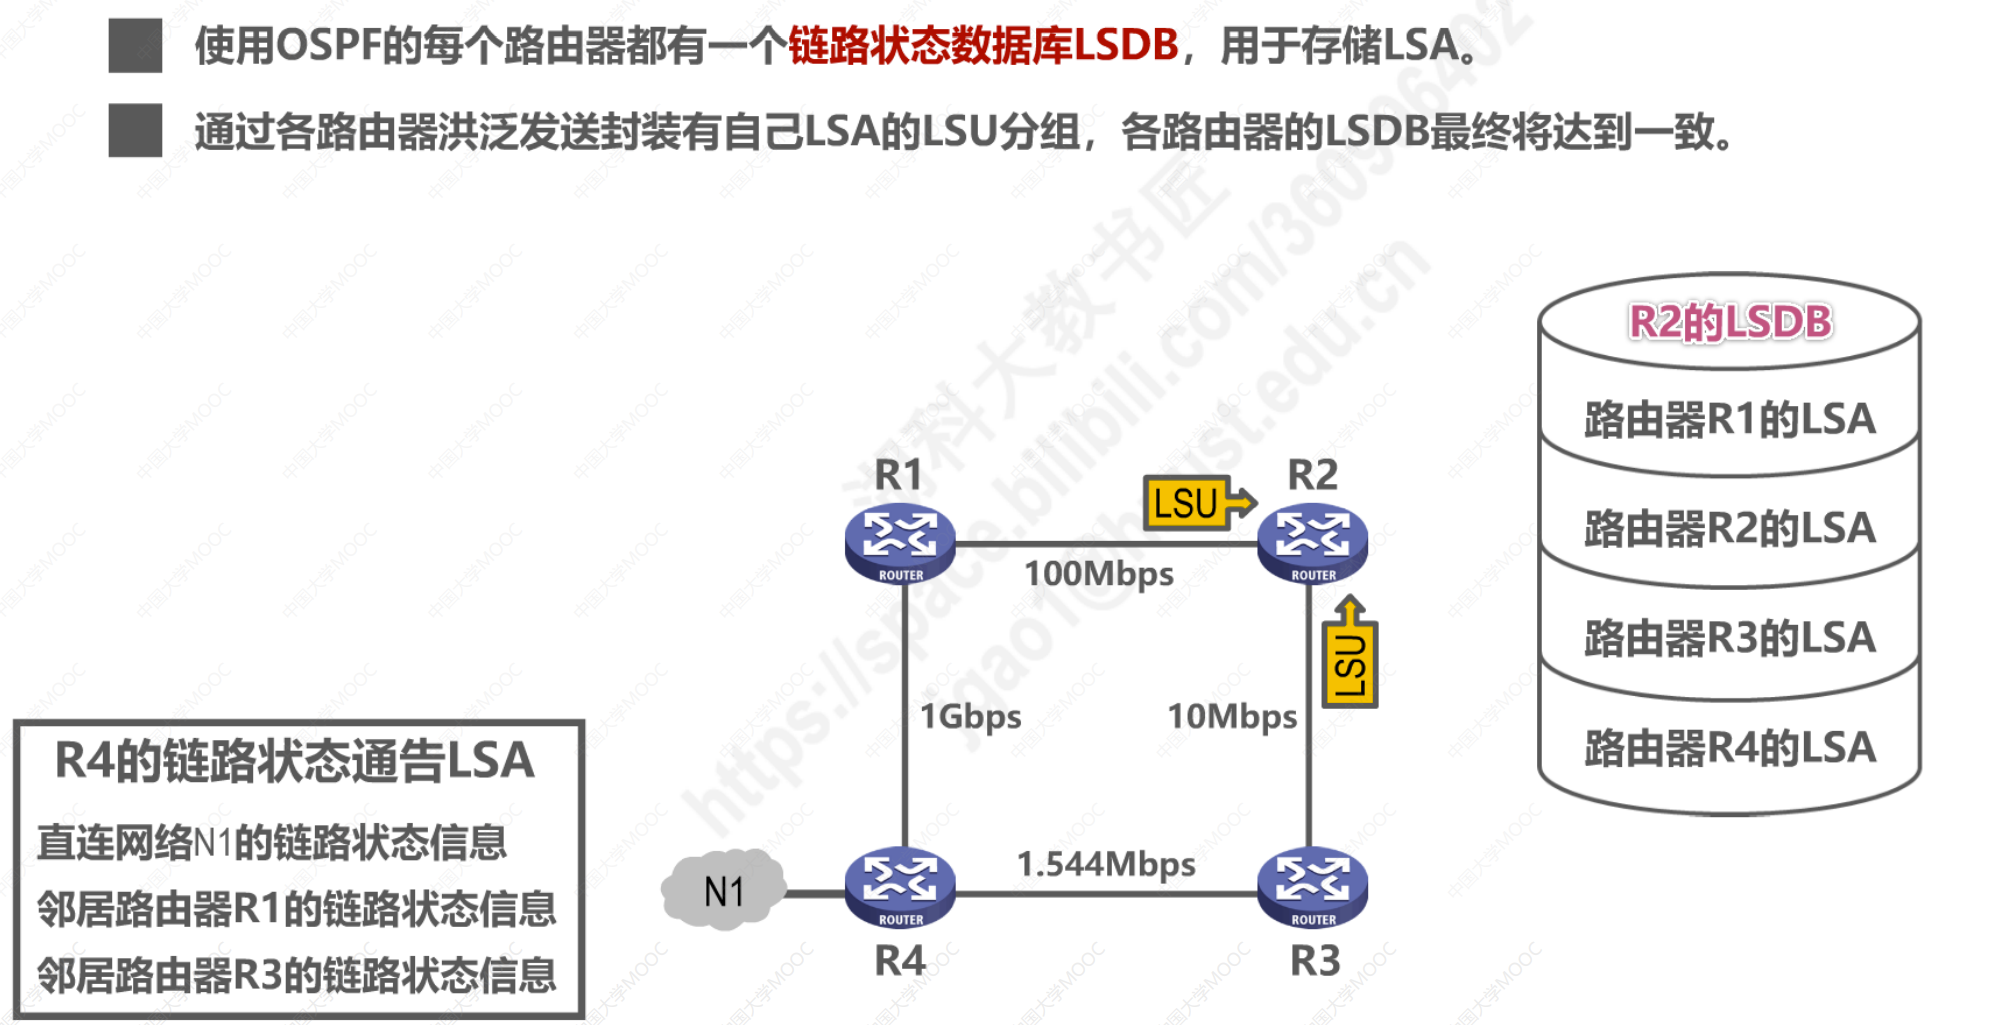 使用OSPF的每个路由器都有一个链路状态数据库LSDB，用于存储LSA。
通过各路由器洪泛发送封装有自己LSA的LSU分组，各路由器的LSDB最终将达到一致。
R2的LSDB
路由器R1的LSA
路由器R2的LSA
路由器R3的LSA
路由器R4的LSA
R1
LSU
R2
ROUTER
100Mbps
ROUTER
LSU
1Gbps
10Mbps
R4的链路状态通告LSA
直连网络N1的链路状态信息
邻居路由器R1的链路状态信息
邻居路由器R3的链路状态信息
N1
ROUTER
1.544Mbps
ROUTER
R4
R3
中国大学MOOC
https://space.bilibili.com/360996402